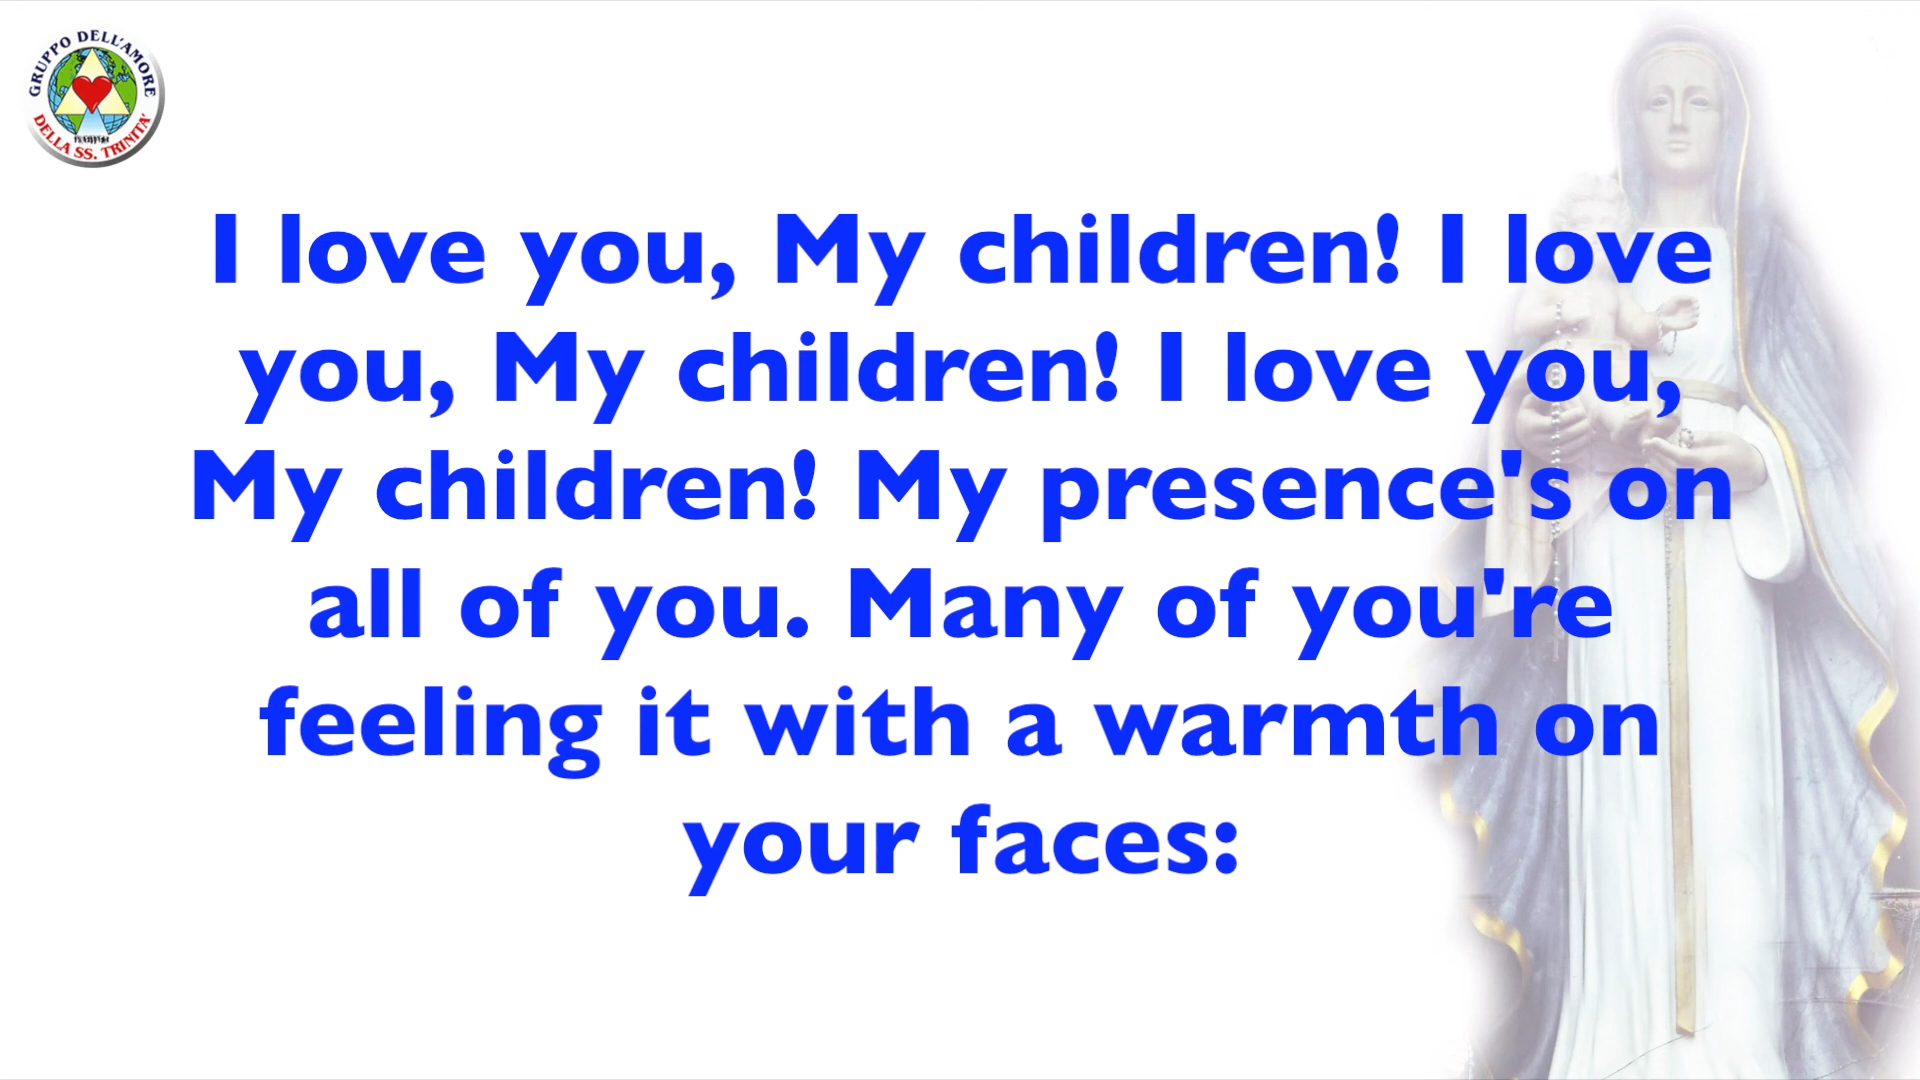 GRUPPO DELL'AMORE
DELLA SS. TRINITA'
I love you, My children! I love
you, My children! I love you,
My children! My presence's on
all of you. Many of you're
feeling it with a warmth on
your faces: